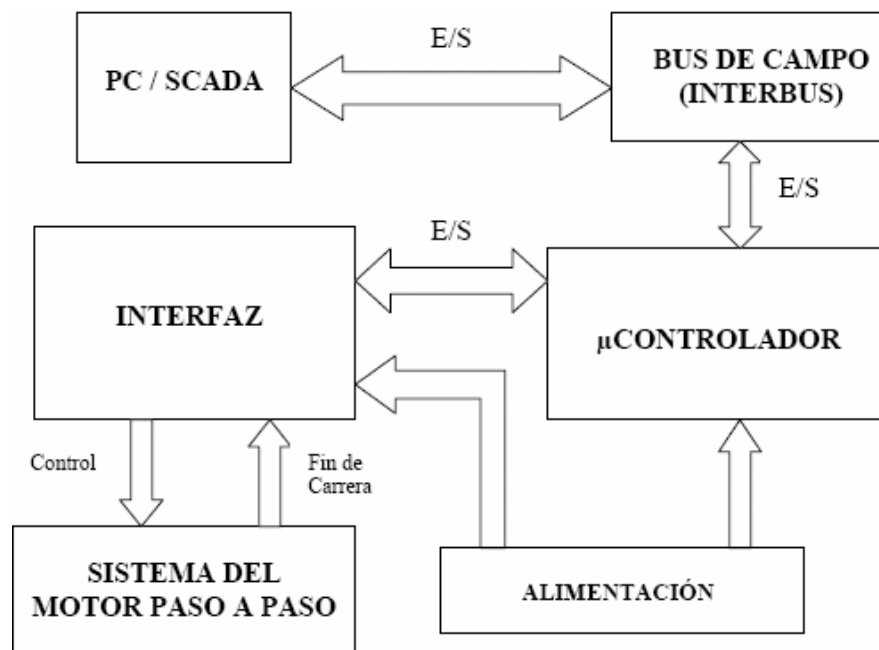 PC / SCADA
E/S
BUS DE CAMPO
(INTERBUS)
E/S
INTERFAZ
E/S
μCONTROLADOR
Control
Fin de
Carrera
SISTEMA DEL
MOTOR PASO A PASO
ALIMENTACIÓN